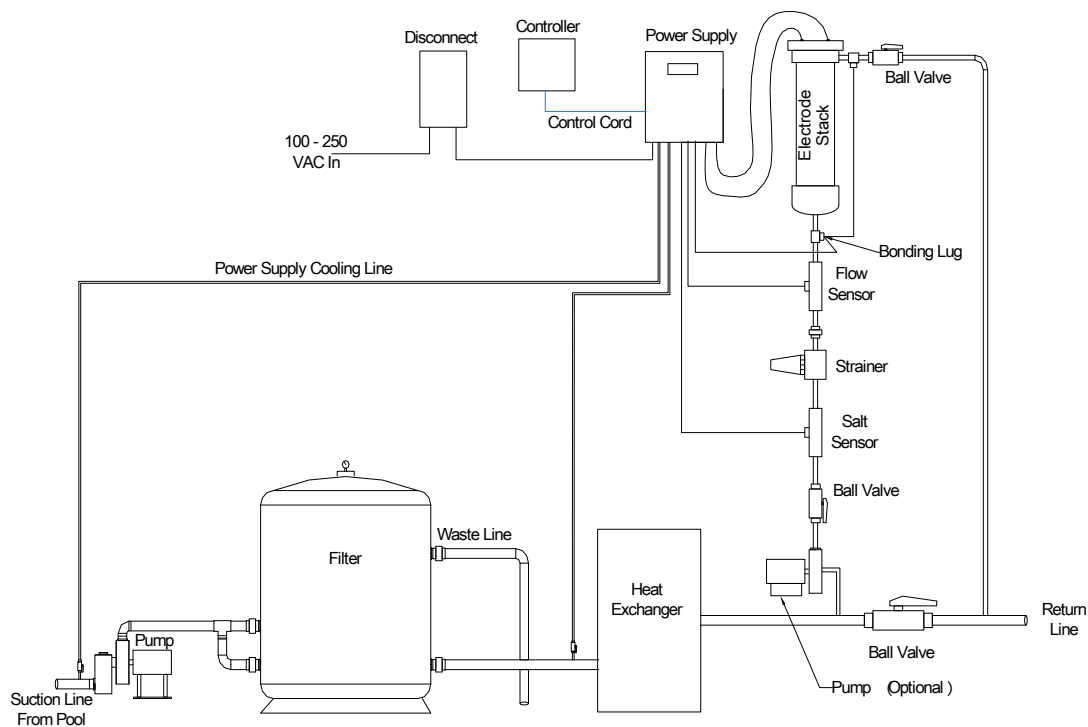 Controller
Disconnect
Power Supply
Ball Valve
Electrode
Stack
Control Cord
100 - 250
VAC In
Bonding Lug
Power Supply Cooling Line
Flow
Sensor
Strainer
Salt
Sensor
Ball Valve
Waste Line
Filter
Heat
Exchanger
Return
Line
Pump
Ball Valve
Suction Line
From Pool
Pump (Optional )